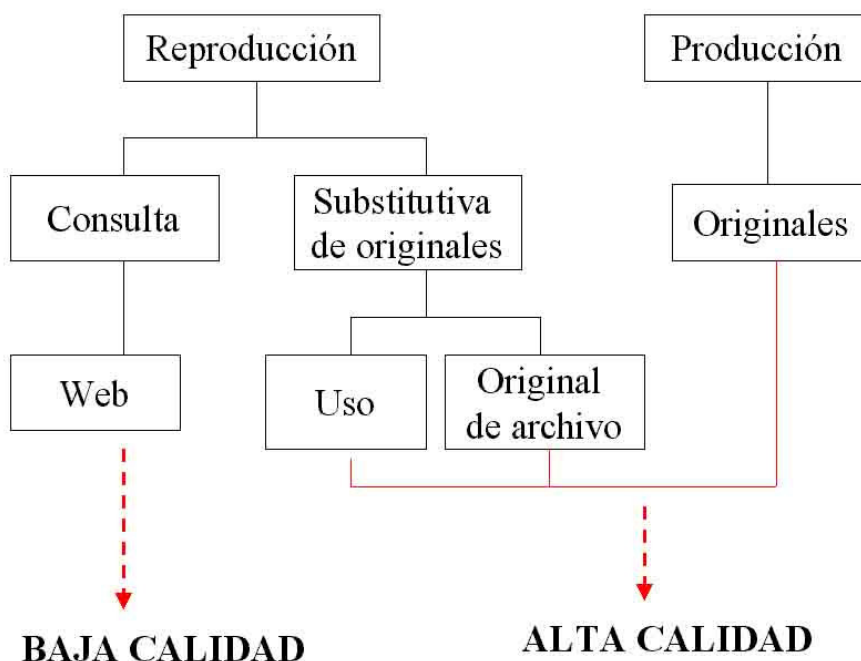 Reproducción
Producción
Consulta
Substitutiva
de originales
Originales
Web
Uso
Original
de archivo
BAJA CALIDAD
ALTA CALIDAD